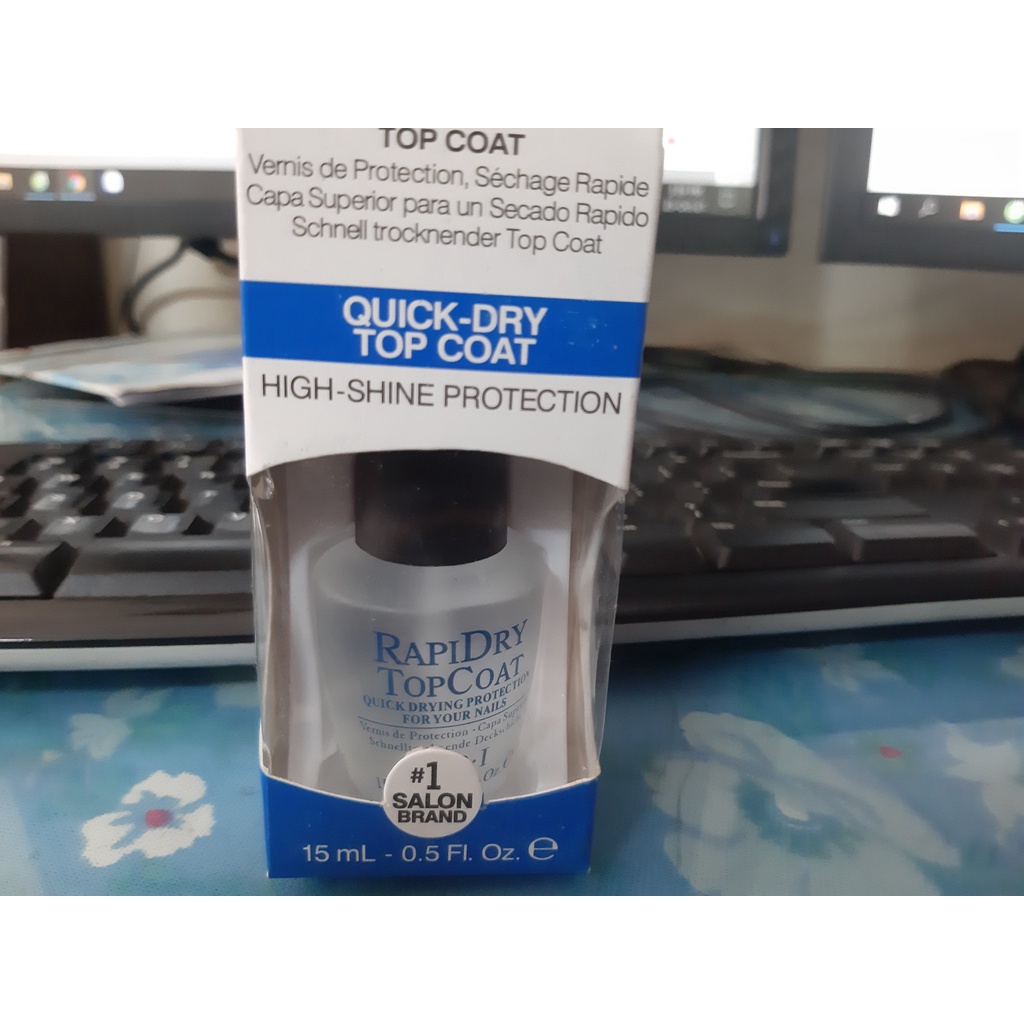 TOP COAT
Vernis de Protection, Séchage Rapide
Capa Superior para un Secado Rapido
Schnell trocknender Top Coat
QUICK-DRY
TOP COAT
HIGH-SHINE PROTECTION
RAPIDRY
TOPCOAT
QUICK DRYING PROTECTION
FOR YOUR NAILS
Vernis de Protection · Capa
#1
SALON
BRAND
15 mL - 0.5 Fl. Oz. ℮